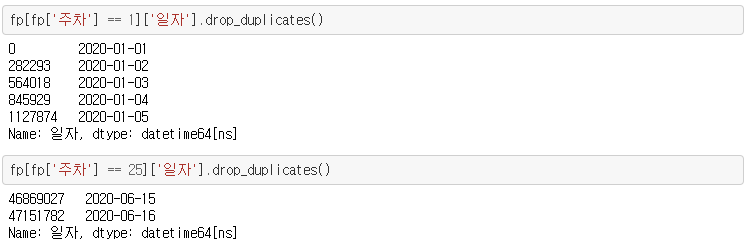 fp[fp['주차'] == 1]['일자'].drop_duplicates()
0         2020-01-01
282293    2020-01-02
564018    2020-01-03
845929    2020-01-04
1127874   2020-01-05
Name: 일자, dtype: datetime64[ns]
fp[fp['주차'] == 25]['일자'].drop_duplicates()
46869027   2020-06-15
47151782   2020-06-16
Name: 일자, dtype: datetime64[ns]